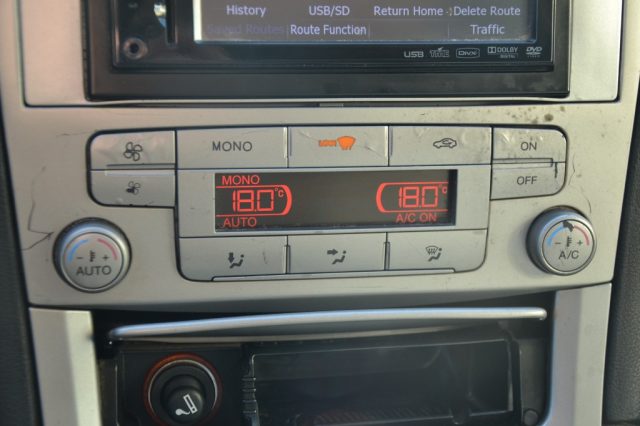 History USB/SD Return Home Delete Route
Saved Routes Route Function Traffic
USB DivX DOLBY DVD
MONO MAX ON
OFF
MONO
18.0°C 18.0°C
AUTO A/C ON
AUTO A/C